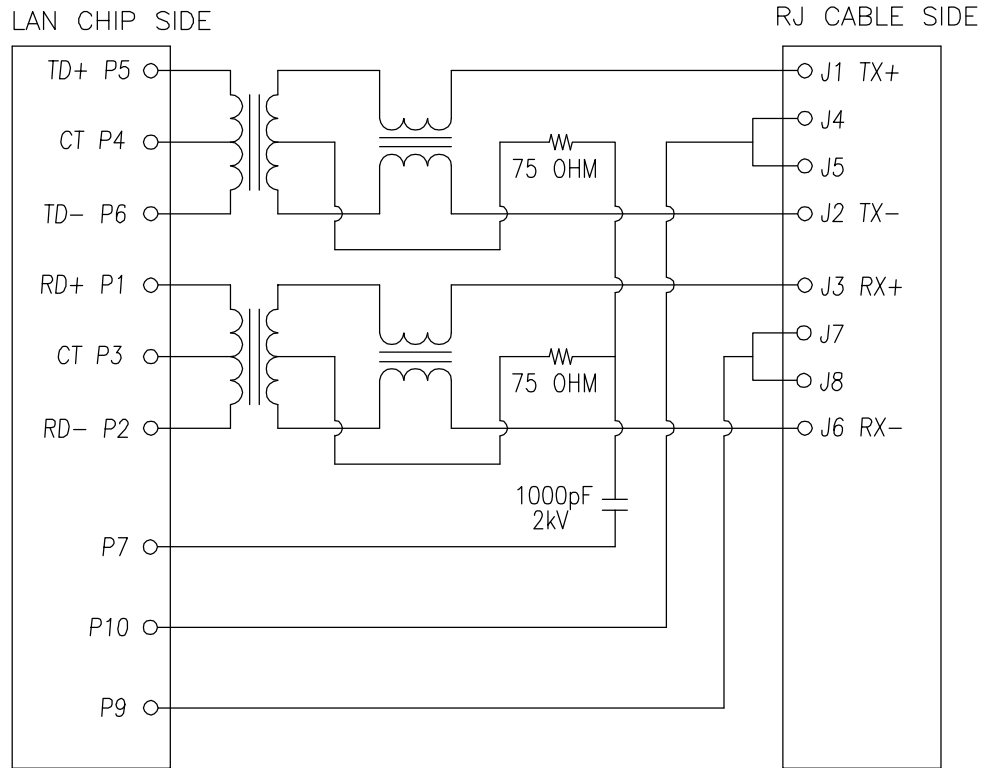 LAN CHIP SIDE
RJ CABLE SIDE
TD+ P5
J1 TX+
J4
CT P4
75 OHM
J5
TD- P6
J2 TX-
RD+ P1
J3 RX+
J7
CT P3
75 OHM
J8
RD- P2
J6 RX-
1000pF
2kV
P7
P10
P9